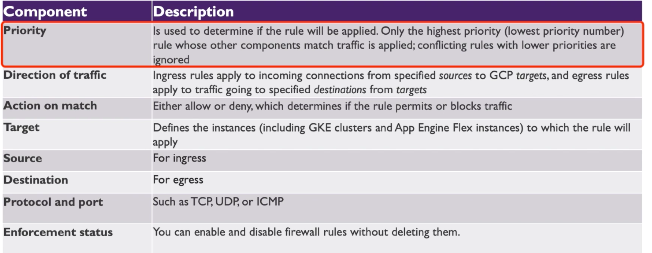 Component Description
Priority Is used to determine if the rule will be applied. Only the highest priority (lowest priority number)
rule whose other components match traffic is applied; conflicting rules with lower priorities are
ignored
Direction of traffic Ingress rules apply to incoming connections from specified sources to GCP targets, and egress rules
apply to traffic going to specified destinations from targets
Action on match Either allow or deny, which determines if the rule permits or blocks traffic
Target Defines the instances (including GKE clusters and App Engine Flex instances) to which the rule will
apply
Source For ingress
Destination For egress
Protocol and port Such as TCP, UDP, or ICMP
Enforcement status You can enable and disable firewall rules without deleting them.